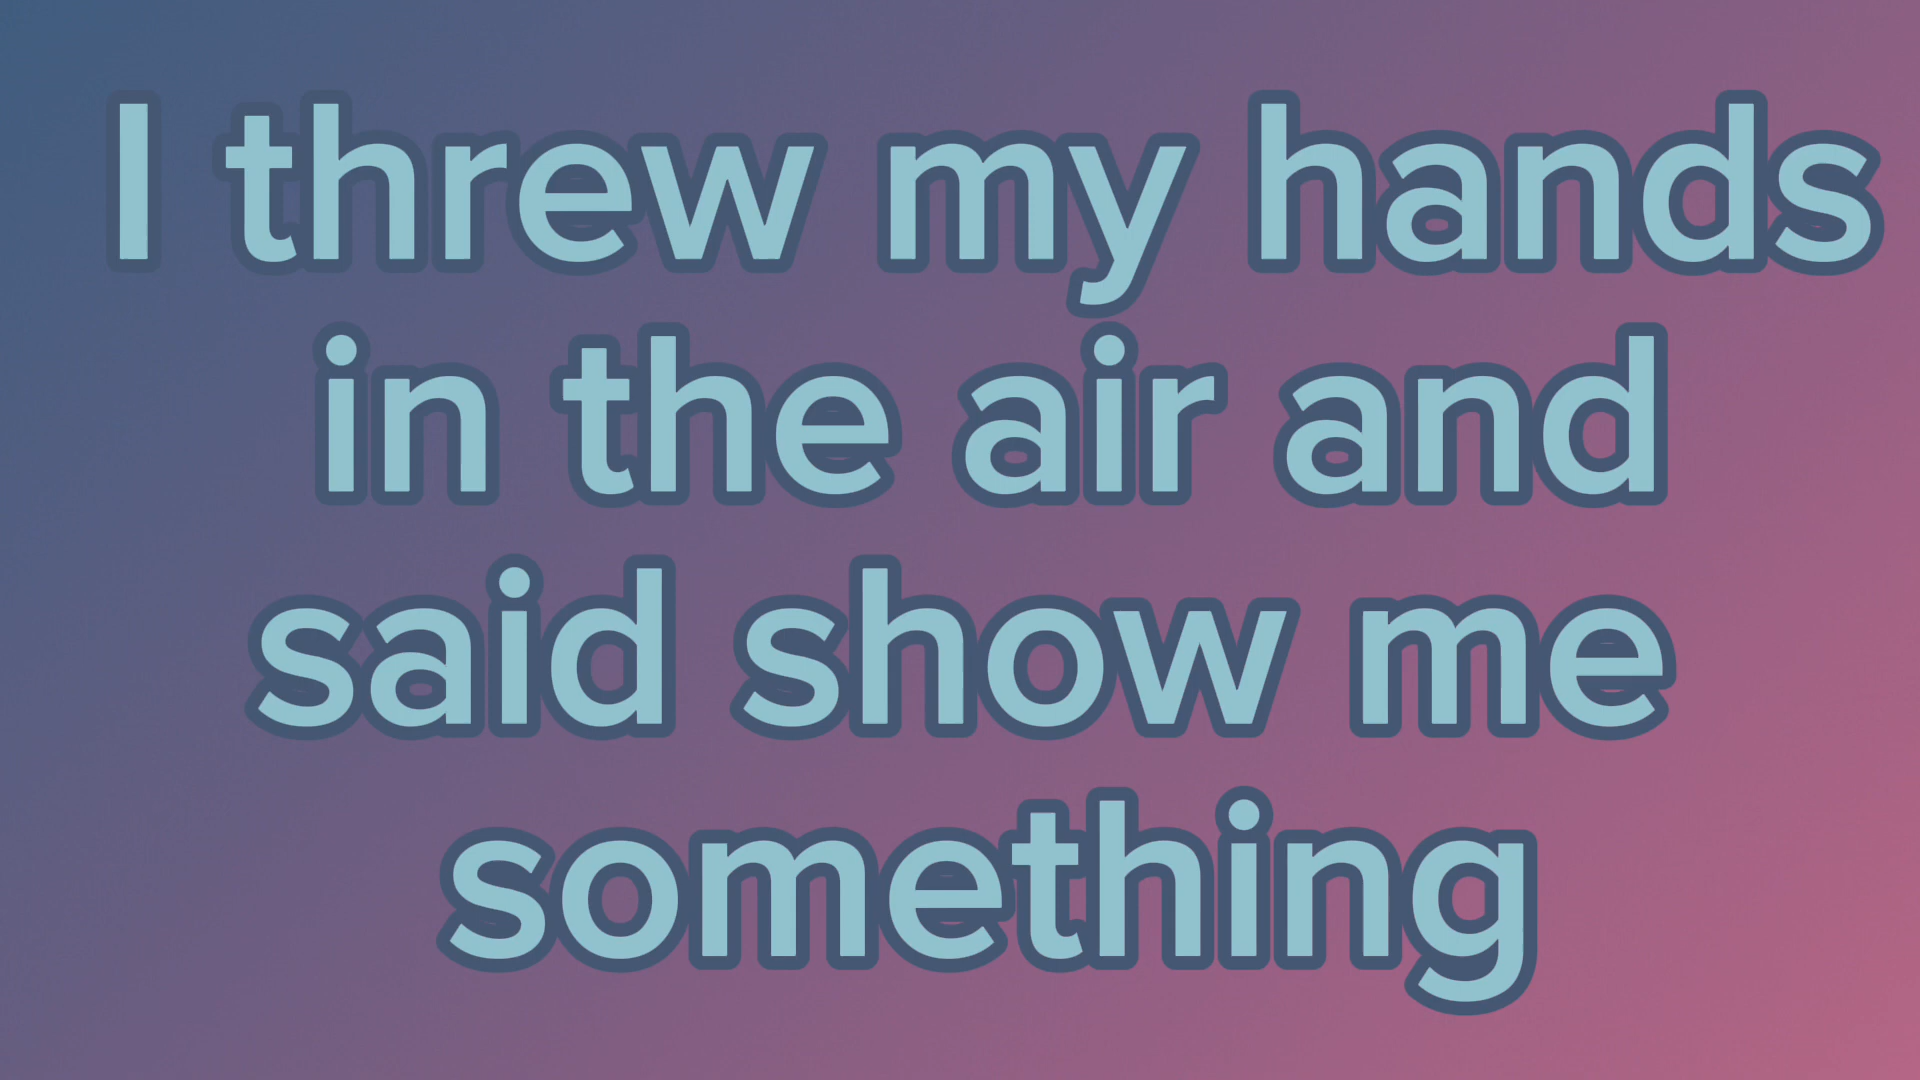 I threw my hands
in the air and
said show me
something